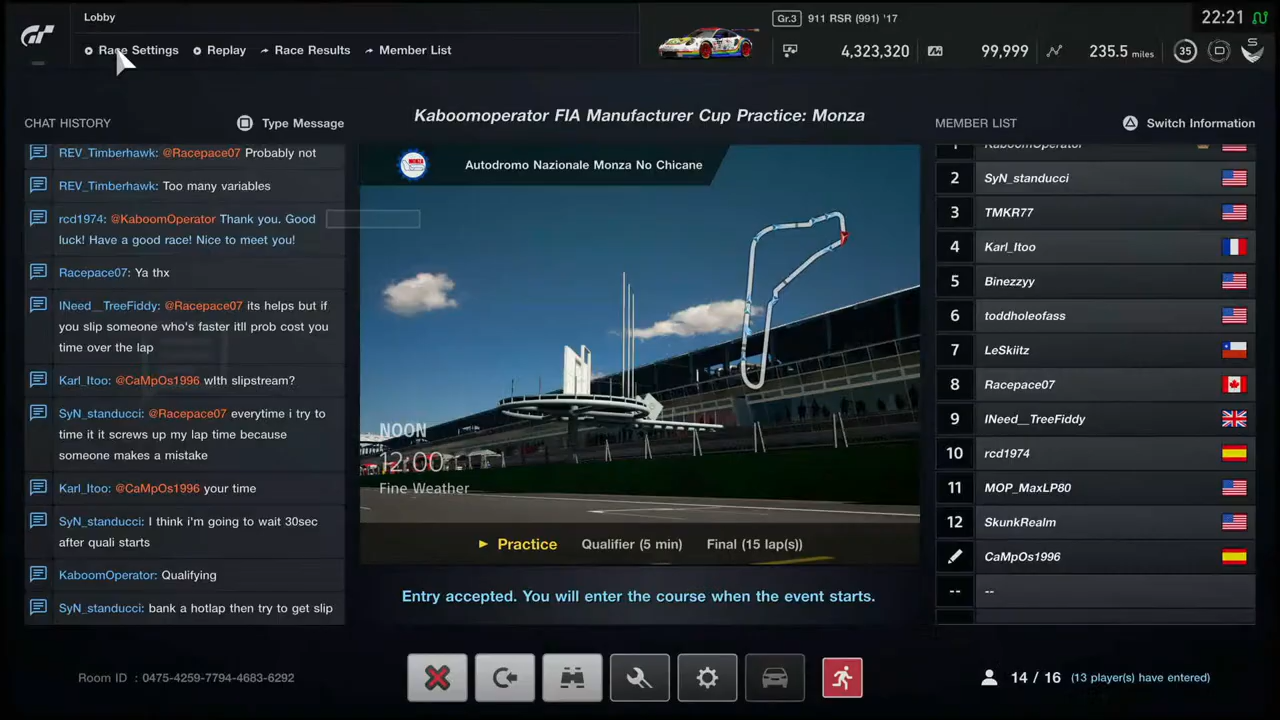 Lobby
Race Settings
Replay
Race Results
Member List
Gr.3
911 RSR (991) '17
4,323,320
99,999
235.5 miles
35
22:21
S
CHAT HISTORY
Type Message
REV_Timberhawk: @Racepace07 Probably not
REV_Timberhawk: Too many variables
rcd1974: @KaboomOperator Thank you. Good
luck! Have a good race! Nice to meet you!
Racepace07: Ya thx
INeed__TreeFiddy: @Racepace07 its helps but if
you slip someone who's faster itll prob cost you
time over the lap
Karl_Itoo: @CaMpOs1996 wIth slipstream?
SyN_standucci: @Racepace07 everytime i try to
time it it screws up my lap time because
someone makes a mistake
Karl_Itoo: @CaMpOs1996 your time
SyN_standucci: I think i'm going to wait 30sec
after quali starts
KaboomOperator: Qualifying
SyN_standucci: bank a hotlap then try to get slip
Kaboomoperator FIA Manufacturer Cup Practice: Monza
Autodromo Nazionale Monza No Chicane
NOON
12:00
Fine Weather
Practice
Qualifier (5 min)
Final (15 lap(s))
Entry accepted. You will enter the course when the event starts.
MEMBER LIST
Switch Information
1 KaboomOperator
2 SyN_standucci
3 TMKR77
4 Karl_Itoo
5 Binezzyy
6 toddholeofass
7 LeSkiitz
8 Racepace07
9 INeed__TreeFiddy
10 rcd1974
11 MOP_MaxLP80
12 SkunkRealm
CaMpOs1996
-- --
Room ID : 0475-4259-7794-4683-6292
14 / 16
(13 player(s) have entered)